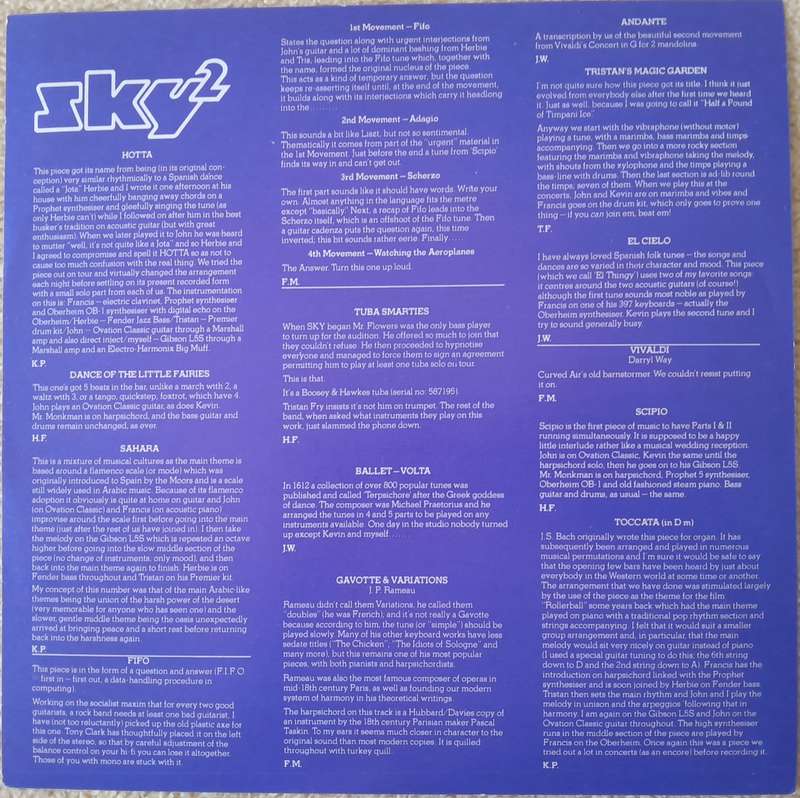 sky2
HOTTA
This piece got its name from being (in its original con-
ception) very similar rhythmically to a Spanish dance
called a "Jota" Herbie and I wrote it one afternoon at his
house with him cheerfully banging away chords on a
Prophet synthesiser and gleefully singing the tune (as
only Herbie can't) while I followed on after him in the best
busker's tradition on acoustic guitar (but with great
enthusiasm). When we later played it to John he was heard
to mutter "well, it's not quite like a Jota" and so Herbie and
I agreed to compromise and spell it HOTTA so as not to
cause too much confusion with the real thing. We tried the
piece out on tour and virtually changed the arrangement
each night before settling on its present recorded form
with a small solo part from each of us. The instrumentation
on this is: Francis – electric clavinet, Prophet synthesiser
and Oberheim OB-1 synthesiser with digital echo on the
Oberheim/Herbie – Fender Jazz Bass/Tristan – Premier
drum kit/John – Ovation Classic guitar through a Marshall
amp and also direct inject/myself – Gibson L5S through a
Marshall amp and an Electro-Harmonix Big Muff.
K.P.
DANCE OF THE LITTLE FAIRIES
This one's got 5 beats in the bar, unlike a march with 2, a
waltz with 3, or a tango, quickstep, foxtrot, which have 4.
John plays an Ovation Classic guitar, as does Kevin.
Mr. Monkman is on harpsichord, and the bass guitar and
drums remain unchanged, as ever.
H.F.
SAHARA
This is a mixture of musical cultures as the main theme is
based around a flamenco scale (or mode) which was
originally introduced to Spain by the Moors and is a scale
still widely used in Arabic music. Because of its flamenco
adoption it obviously is quite at home on guitar and John
(on Ovation Classic) and Francis (on acoustic piano)
improvise around the scale first before going into the main
theme (just after the rest of us have joined in). I then take
the melody on the Gibson L5S which is repeated an octave
higher before going into the slow middle section of the
piece (no change of instruments, only mood), and then
back into the main theme again to finish. Herbie is on
Fender bass throughout and Tristan on his Premier kit.
My concept of this number was that of the main Arabic-like
themes being the union of the harsh power of the desert
(very memorable for anyone who has seen one) and the
slower, gentle middle theme being the oasis unexpectedly
arrived at bringing peace and a short rest before returning
back into the harshness again.
K.P.
FIFO
This piece is in the form of a question and answer (F.I.F.O.
– first in – first out, a data-handling procedure in
computing).
Working on the socialist maxim that for every two good
guitarists, a rock band needs at least one bad guitarist, I
have (not too reluctantly) picked up the old plastic axe for
this one. Tony Clark has thoughtfully placed it on the left
side of the stereo, so that by careful adjustment of the
balance control on your hi-fi you can lose it altogether.
Those of you with mono are stuck with it.
1st Movement – Fifo
States the question along with urgent interjections from
John's guitar and a lot of dominant bashing from Herbie
and Tris, leading into the Fifo tune which, together with
the name, formed the original nucleus of the piece.
This acts as a kind of temporary answer, but the question
keeps re-asserting itself until, at the end of the movement,
it builds along with its interjections which carry it headlong
into the . . . . . . . .
2nd Movement – Adagio
This sounds a bit like Liszt, but not so sentimental.
Thematically it comes from part of the "urgent" material in
the 1st Movement. Just before the end a tune from 'Scipio'
finds its way in and can't get out.
3rd Movement – Scherzo
The first part sounds like it should have words. Write your
own. Almost anything in the language fits the metre
except "basically." Next, a recap of Fifo leads into the
Scherzo itself, which is an offshoot of the Fifo tune. Then
a guitar cadenza puts the question again, this time
inverted; this bit sounds rather eerie. Finally . . . .
4th Movement – Watching the Aeroplanes
The Answer. Turn this one up loud.
F.M.
TUBA SMARTIES
When SKY began Mr. Flowers was the only bass player
to turn up for the audition. He offered so much to join that
they couldn't refuse. He then proceeded to hypnotise
everyone and managed to force them to sign an agreement
permitting him to play at least one tuba solo on tour.
This is that.
It's a Boosey & Hawkes tuba (serial no: 587195).
Tristan Fry insists it's not him on trumpet. The rest of the
band, when asked what instruments they play on this
work, just slammed the phone down.
H.F.
BALLET – VOLTA
In 1612 a collection of over 800 popular tunes was
published and called 'Terpsichore' after the Greek goddess
of dance. The composer was Michael Praetorius and he
arranged the tunes in 4 and 5 parts to be played on any
instruments available. One day in the studio nobody turned
up except Kevin and myself . . . . . .
J.W.
GAVOTTE & VARIATIONS
J. P. Rameau
Rameau didn't call them Variations, he called them
"doubles" (he was French); and it's not really a Gavotte
because according to him, the tune (or "simple") should be
played slowly. Many of his other keyboard works have less
sedate titles ("The Chicken", "The Idiots of Sologne" and
many more), but this remains one of his most popular
pieces, with both pianists and harpsichordists.
Rameau was also the most famous composer of operas in
mid-18th century Paris, as well as founding our modern
system of harmony in his theoretical writings.
The harpsichord on this track is a Hubbard/Davies copy of
an instrument by the 18th century Parisian maker Pascal
Taskin. To my ears it seems much closer in character to the
original sound than most modern copies. It is quilled
throughout with turkey quill.
F.M.
ANDANTE
A transcription by us of the beautiful second movement
from Vivaldi's Concert in G for 2 mandolins.
J.W.
TRISTAN'S MAGIC GARDEN
I'm not quite sure how this piece got its title. I think it just
evolved from everybody else after the first time we heard
it. Just as well, because I was going to call it "Half a Pound
of Timpani Ice."
Anyway we start with the vibraphone (without motor)
playing a tune, with a marimba, bass marimba and timps
accompanying. Then we go into a more rocky section
featuring the marimba and vibraphone taking the melody,
with shouts from the xylophone and the timps playing a
bass-line with drums. Then the last section is ad-lib round
the timps, seven of them. When we play this at the
concerts, John and Kevin are on marimba and vibes and
Francis goes on the drum kit, which only goes to prove one
thing – if you can join em, beat em!
T.F.
EL CIELO
I have always loved Spanish folk tunes – the songs and
dances are so varied in their character and mood. This piece
(which we call 'El Thingy') uses two of my favorite songs:
it centres around the two acoustic guitars (of course!)
although the first tune sounds most noble as played by
Francis on one of his 397 keyboards – actually the
Oberheim synthesiser. Kevin plays the second tune and I
try to sound generally busy.
J.W.
VIVALDI
Darryl Way
Curved Air's old barnstormer. We couldn't resist putting
it on.
F.M.
SCIPIO
Scipio is the first piece of music to have Parts I & II
running simultaneously. It is supposed to be a happy
little interlude rather like a musical wedding reception.
John is on Ovation Classic, Kevin the same until the
harpsichord solo, then he goes on to his Gibson L5S.
Mr. Monkman is on harpsichord, Prophet 5 synthesiser,
Oberheim OB-1 and old fashioned steam piano. Bass
guitar and drums, as usual – the same.
H.F.
TOCCATA (in D m)
J.S. Bach originally wrote this piece for organ. It has
subsequently been arranged and played in numerous
musical permutations and I'm sure it would be safe to say
that the opening few bars have been heard by just about
everybody in the Western world at some time or another.
The arrangement that we have done was stimulated largely
by the use of the piece as the theme for the film
"Rollerball" some years back which had the main theme
played on piano with a traditional pop rhythm section and
strings accompanying. I felt that it would suit a smaller
group arrangement and, in particular, that the main
melody would sit very nicely on guitar instead of piano
(I used a special guitar tuning to do this; the 6th string
down to D and the 2nd string down to A). Francis has the
introduction on harpsichord linked with the Prophet
synthesiser and is soon joined by Herbie on Fender bass.
Tristan then sets the main rhythm and John and I play the
melody in unison and the arpeggios following that in
harmony. I am again on the Gibson L5S and John on the
Ovation Classic guitar throughout. The high synthesiser
runs in the middle section of the piece are played by
Francis on the Oberheim. Once again this was a piece we
tried out a lot in concerts (as an encore) before recording it.
K.P.